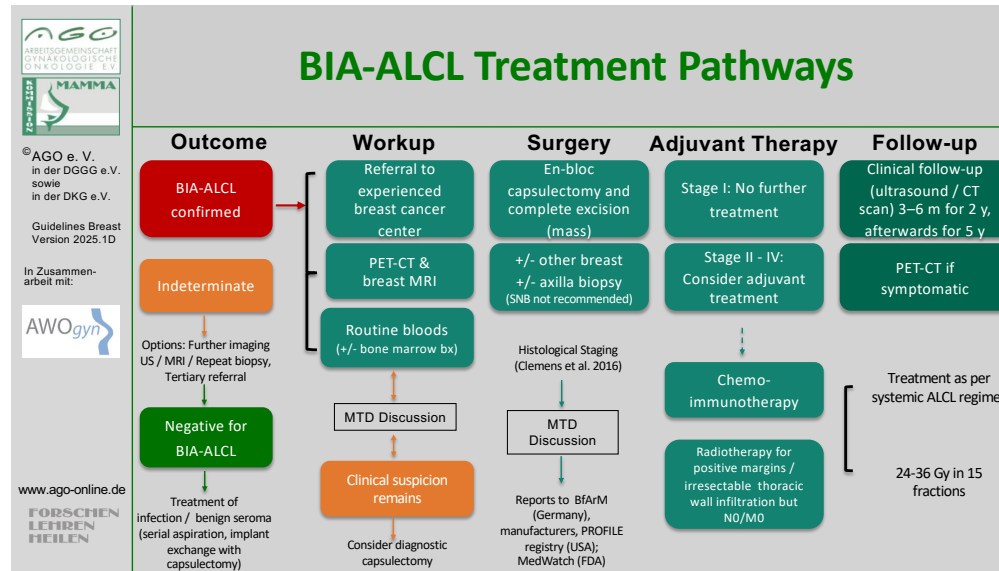 AGO
ARBEITSGEMEINSCHAFT
GYNÄKOLOGISCHE
ONKOLOGIE E.V.
KOMMISSION
MAMMA
© AGO e. V.
in der DGGG e.V.
sowie
in der DKG e.V.
Guidelines Breast
Version 2025.1D
In Zusammen-
arbeit mit:
AWOgyn
www.ago-online.de
FORSCHEN
LEHREN
HEILEN
BIA-ALCL Treatment Pathways
Outcome
BIA-ALCL
confirmed
Indeterminate
Options: Further imaging
US / MRI / Repeat biopsy,
Tertiary referral
Negative for
BIA-ALCL
Treatment of
infection / benign seroma
(serial aspiration, implant
exchange with
capsulectomy)
Workup
Referral to
experienced
breast cancer
center
PET-CT &
breast MRI
Routine bloods
(+/- bone marrow bx)
MTD Discussion
Clinical suspicion
remains
Consider diagnostic
capsulectomy
Surgery
En-bloc
capsulectomy and
complete excision
(mass)
+/- other breast
+/- axilla biopsy
(SNB not recommended)
Histological Staging
(Clemens et al. 2016)
MTD
Discussion
Reports to BfArM
(Germany),
manufacturers, PROFILE
registry (USA);
MedWatch (FDA)
Adjuvant Therapy
Stage I: No further
treatment
Stage II - IV:
Consider adjuvant
treatment
Chemo-
immunotherapy
Radiotherapy for
positive margins /
irresectable thoracic
wall infiltration but
N0/M0
Follow-up
Clinical follow-up
(ultrasound / CT
scan) 3–6 m for 2 y,
afterwards for 5 y
PET-CT if
symptomatic
Treatment as per
systemic ALCL regime
24-36 Gy in 15
fractions